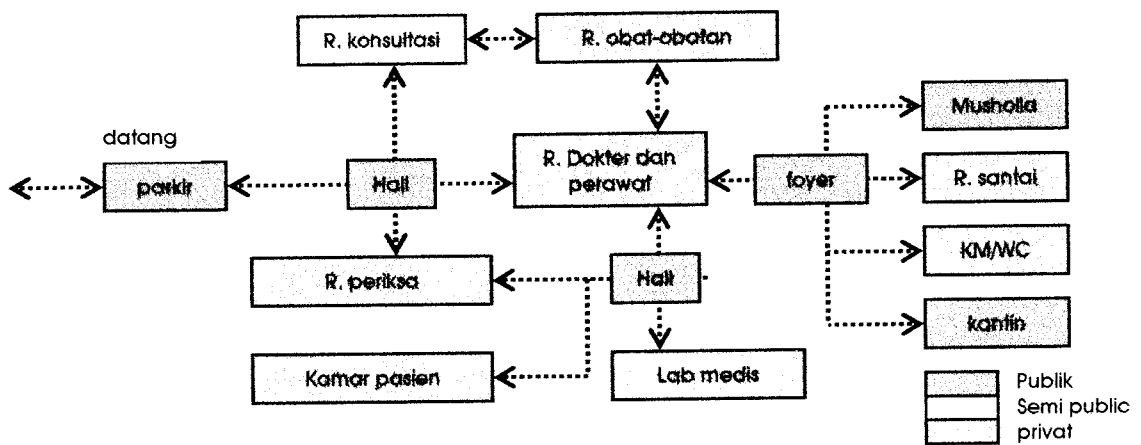 R. konsultasi
R. obat-obatan
datang
parkir
Hall
R. Dokter dan
perawat
foyer
Musholla
R. santai
KM/WC
kantin
R. periksa
Hall
Kamar pasien
Lab medis
Publik
Semi public
privat